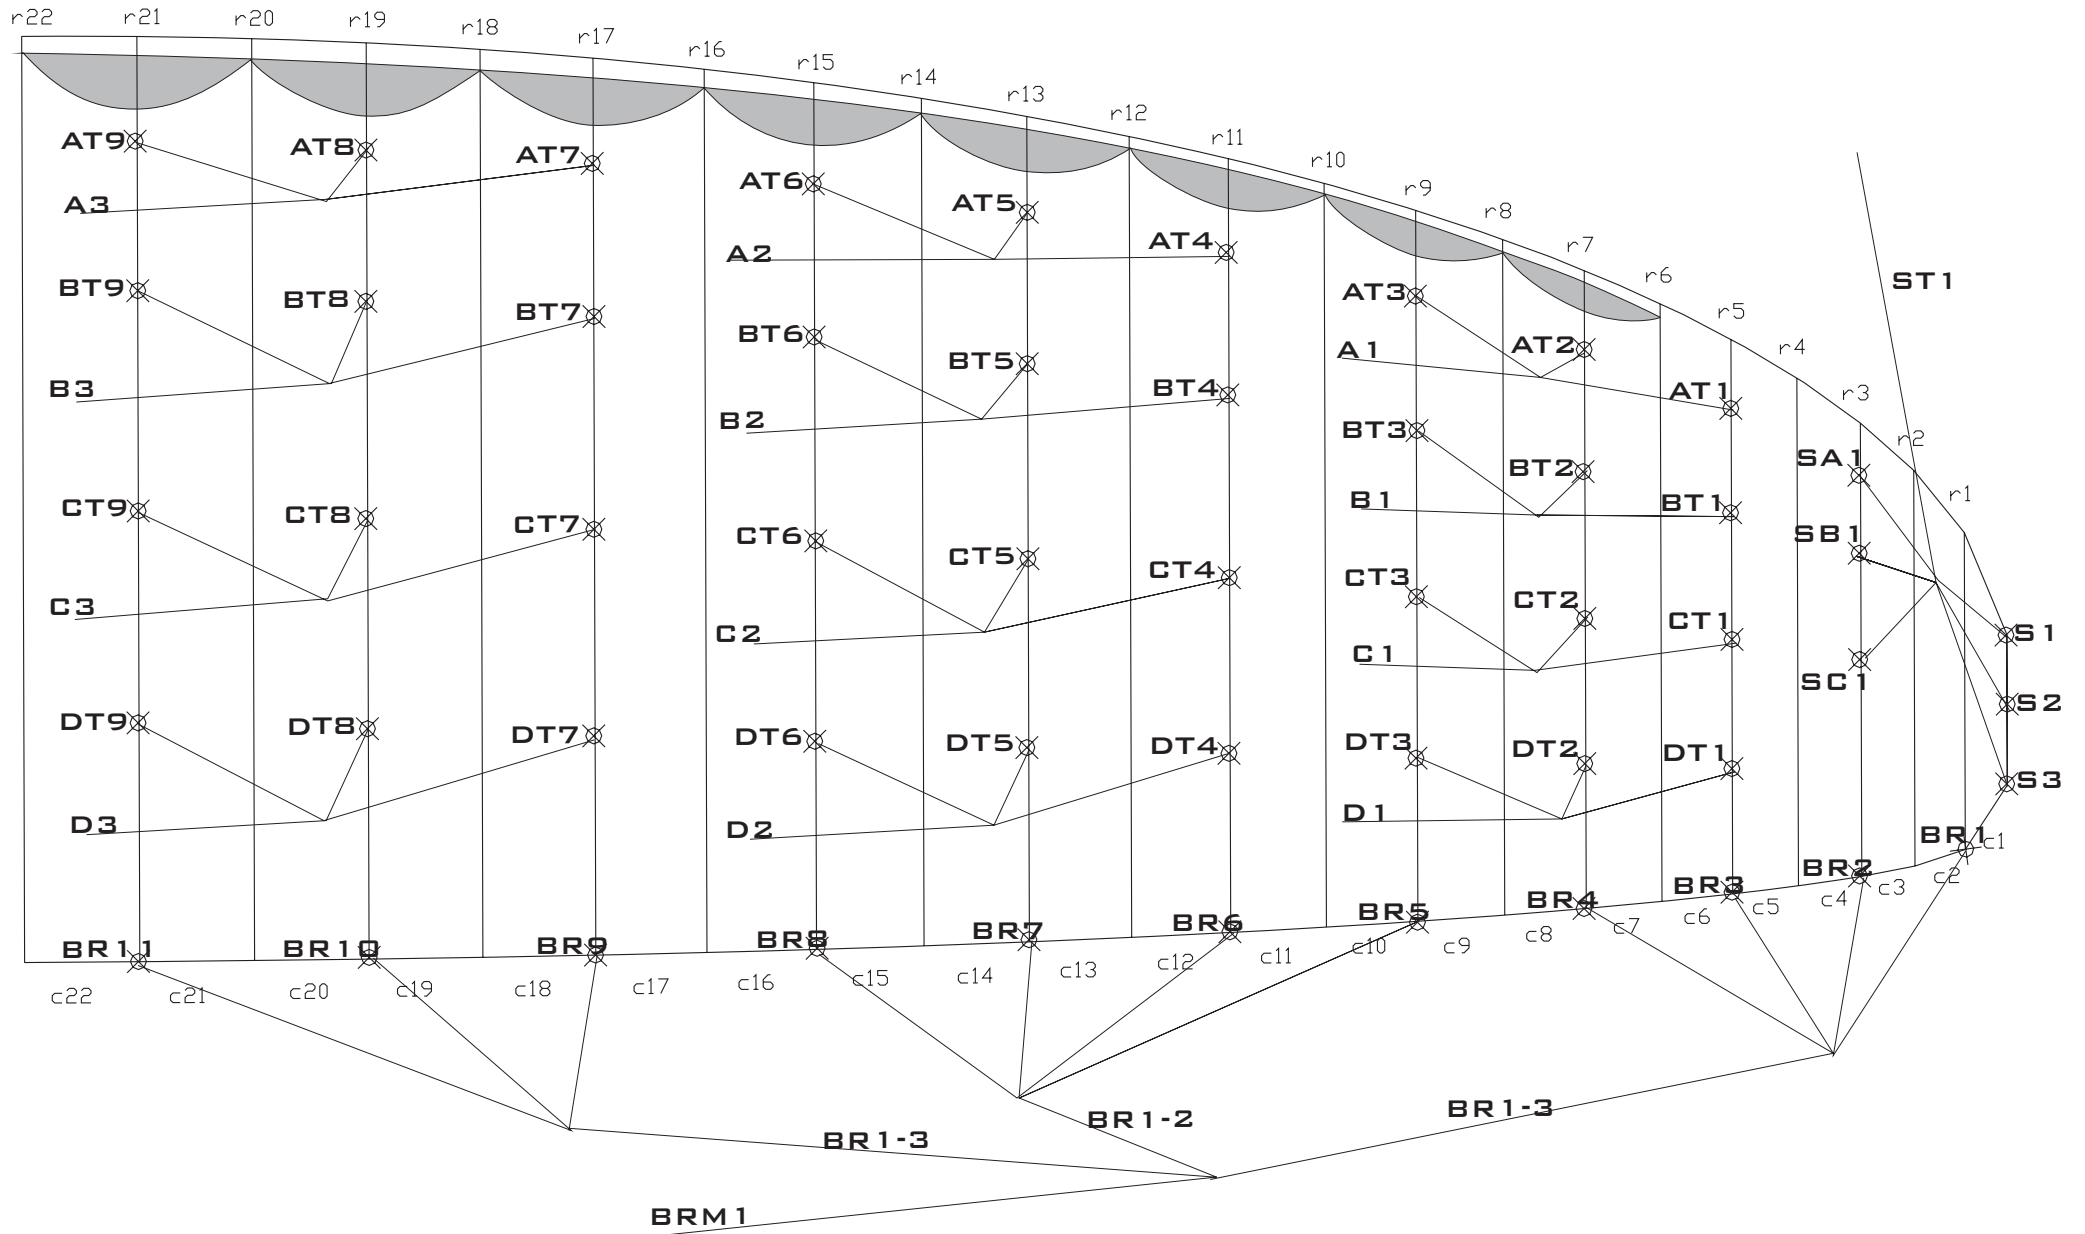 r22 r21 r20 r19 r18 r17 r16 r15 r14 r13 r12 r11 r10 r9 r8 r7 r6 r5 r4 r3 r2 r1
ST1
AT9 AT8 AT7 AT6 AT5 AT4 AT3 AT2 AT1
A3 A2 A1
BT9 BT8 BT7 BT6 BT5 BT4 BT3 BT2 BT1
B3 B2 B1
SA1
SB1
SC1
CT9 CT8 CT7 CT6 CT5 CT4 CT3 CT2 CT1
C3 C2 C1
S1
S2
S3
DT9 DT8 DT7 DT6 DT5 DT4 DT3 DT2 DT1
D3 D2 D1
BR11 BR10 BR9 BR8 BR7 BR6 BR5 BR4 BR3 BR2 BR1
c22 c21 c20 c19 c18 c17 c16 c15 c14 c13 c12 c11 c10 c9 c8 c7 c6 c5 c4 c3 c2 c1
BR1-3 BR1-2 BR1-3
BRM1